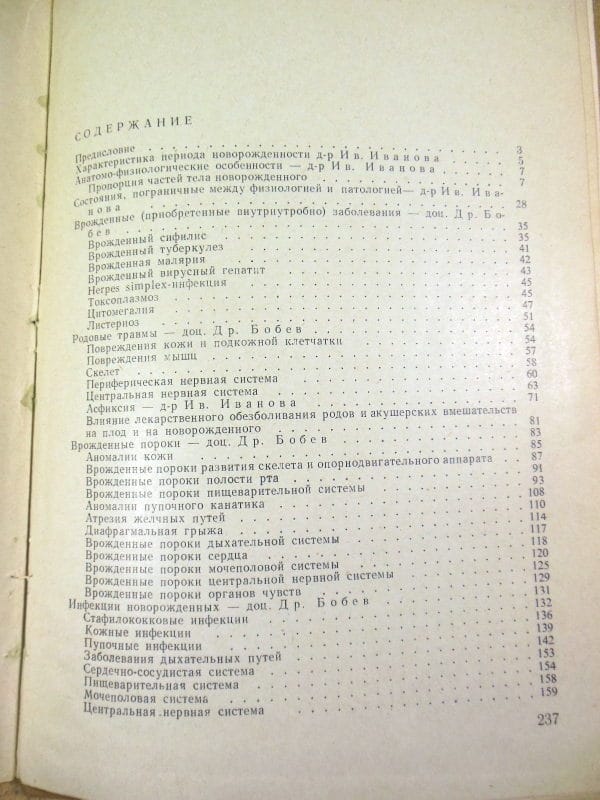 СОДЕРЖАНИЕ
Предисловие . . . . . . . . . . 3
Характеристика периода новорожденности д-р Ив. Иванова . . . 5
Анатомо-физиологические особенности — д-р Ив. Иванова . . . 7
Пропорция частей тела новорожденного . . . . . 7
Состояния, пограничные между физиологией и патологией— д-р Ив. Ива-
нова . . . . . . . . . . 28
Врожденные (приобретенные внутриутробно) заболевания — доц. Др. Бо-
бев . . . . . . . . . . 35
Врожденный сифилис . . . . . . . . 35
Врожденный туберкулез . . . . . . . . 41
Врожденная малярия . . . . . . . . 42
Врожденный вирусный гепатит . . . . . . . . 43
Herpes simplex-инфекция . . . . . . . . 45
Токсоплазмоз . . . . . . . . 45
Цитомегалия . . . . . . . . 47
Листериоз . . . . . . . . 51
Родовые травмы — доц. Др. Бобев . . . . . . . . 54
Повреждения кожи и подкожной клетчатки . . . . . . 54
Повреждения мышц . . . . . . . . 57
Скелет . . . . . . . . 58
Периферическая нервная система . . . . . . . . 60
Центральная нервная система . . . . . . . . 63
Асфиксия — д-р Ив. Иванова . . . . . . . . 71
Влияние лекарственного обезболивания родов и акушерских вмешательств
на плод и на новорожденного . . . . . . . . 81
Врожденные пороки — доц. Др. Бобев . . . . . . . . 83
Аномалии кожи . . . . . . . . 85
Врожденные пороки развития скелета и опорнодвигательного аппарата . . 87
Врожденные пороки полости рта . . . . . . . . 91
Врожденные пороки пищеварительной системы . . . . . . 93
Аномалии пупочного канатика . . . . . . . . 108
Атрезия желчных путей . . . . . . . . 110
Диафрагмальная грыжа . . . . . . . . 114
Врожденные пороки дыхательной системы . . . . . . 117
Врожденные пороки сердца . . . . . . . . 118
Врожденные пороки мочеполовой системы . . . . . . 120
Врожденные пороки центральной нервной системы . . . . 125
Врожденные пороки органов чувств . . . . . . 129
Инфекции новорожденных — доц. Др. Бобев . . . . . . 131
Стафилококковые инфекции . . . . . . . . 132
Кожные инфекции . . . . . . . . 136
Пупочные инфекции . . . . . . . . 139
Заболевания дыхательных путей . . . . . . . . 142
Сердечно-сосудистая система . . . . . . . . 153
Пищеварительная система . . . . . . . . 154
Мочеполовая система . . . . . . . . 158
Центральная нервная система . . . . . . . . 159
237